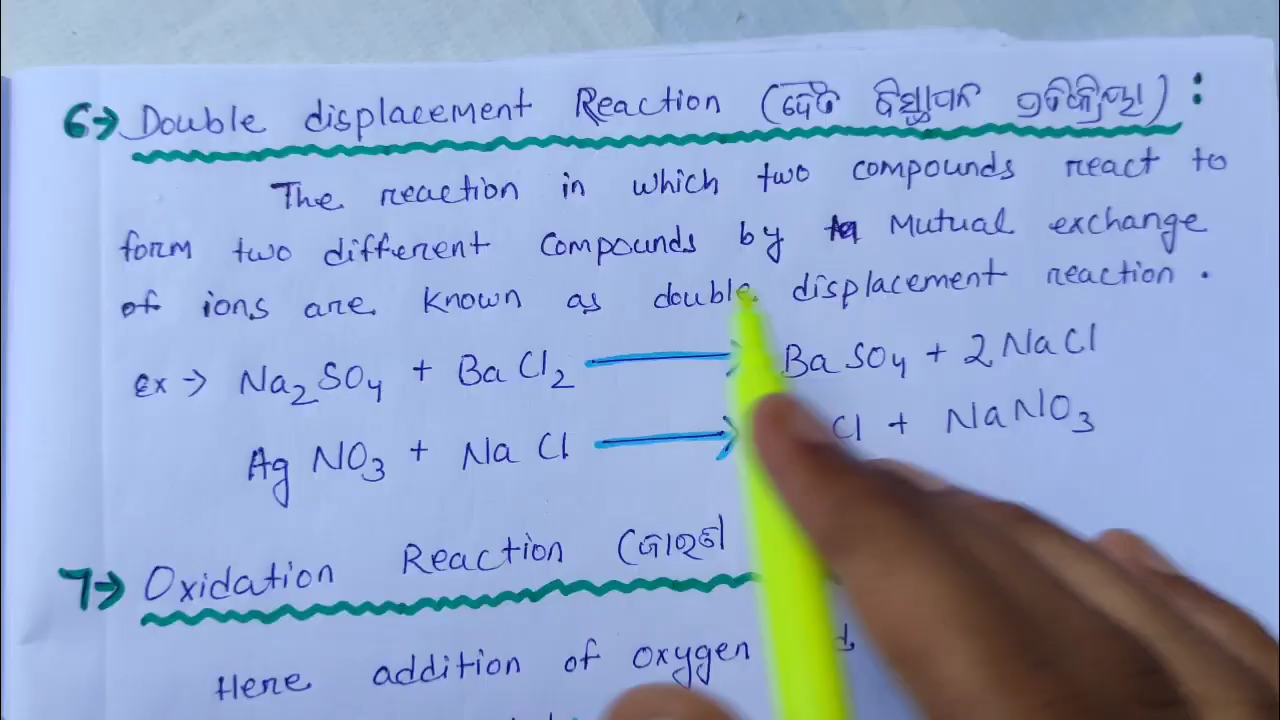 6→ Double displacement Reaction (ଦୈତ ବିସ୍ଥାପନ ପ୍ରତିକ୍ରିୟା) :
The reaction in which two compounds react to
form two different compounds by Mutual exchange
of ions are known as double displacement reaction.
ex → Na₂SO₄ + BaCl₂ → BaSO₄ + 2NaCl
AgNO₃ + NaCl → Cl + NaNO₃
7→ Oxidation Reaction (ଜାରଣ
Here addition of oxygen